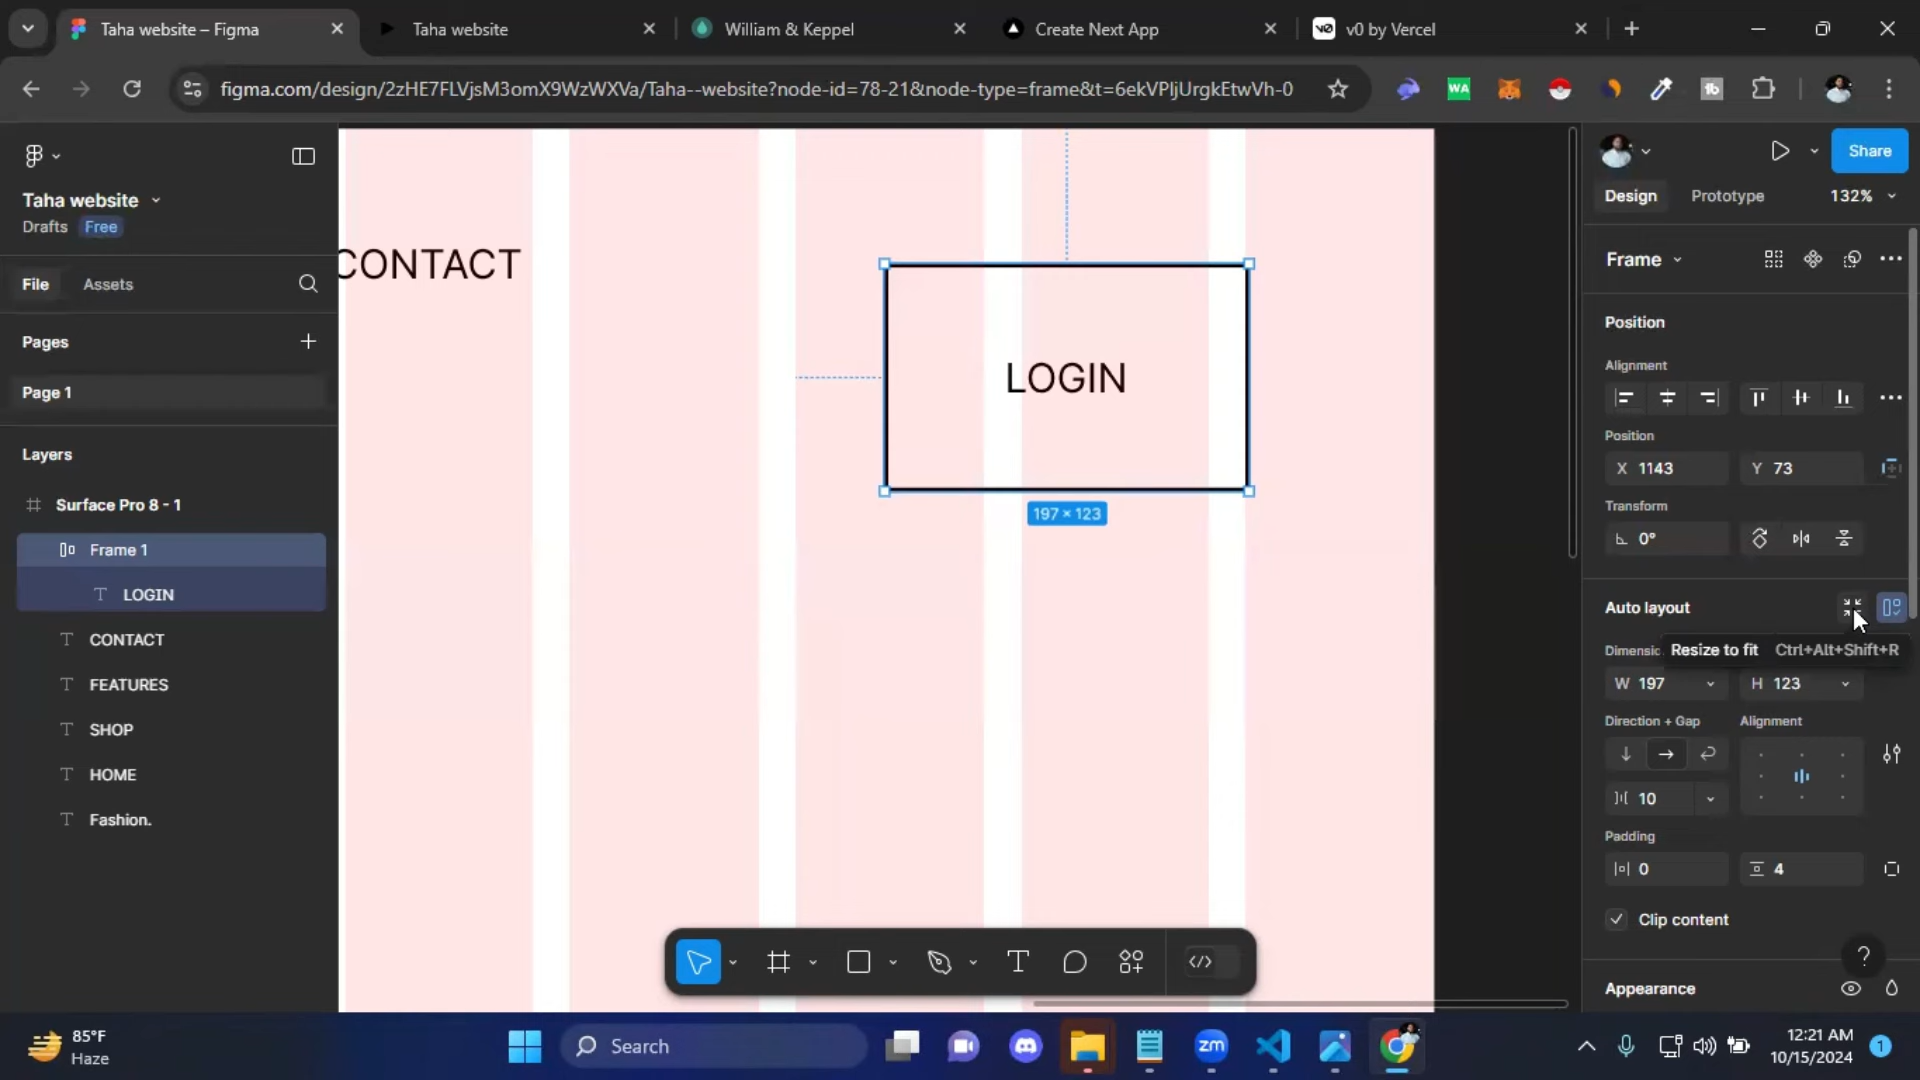 Taha website – Figma
Taha website
William & Keppel
Create Next App
v0 by Vercel
figma.com/design/2zHE7FLVjsM3omX9WzWXVa/Taha--website?node-id=78-21&node-type=frame&t=6ekVPljUrgkEtwVh-0
WA
Taha website
Drafts Free
File Assets
Pages
Page 1
Layers
Surface Pro 8 - 1
Frame 1
LOGIN
CONTACT
FEATURES
SHOP
HOME
Fashion.
CONTACT
LOGIN
197 × 123
Share
Design Prototype 132%
Frame
Position
Alignment
Position
X 1143 Y 73
Transform
0°
Auto layout
Dimensic
Resize to fit Ctrl+Alt+Shift+R
W 197 H 123
Direction + Gap Alignment
10
Padding
0 4
Clip content
?
Appearance
85°F
Haze
Search
zm
12:21 AM
10/15/2024
1